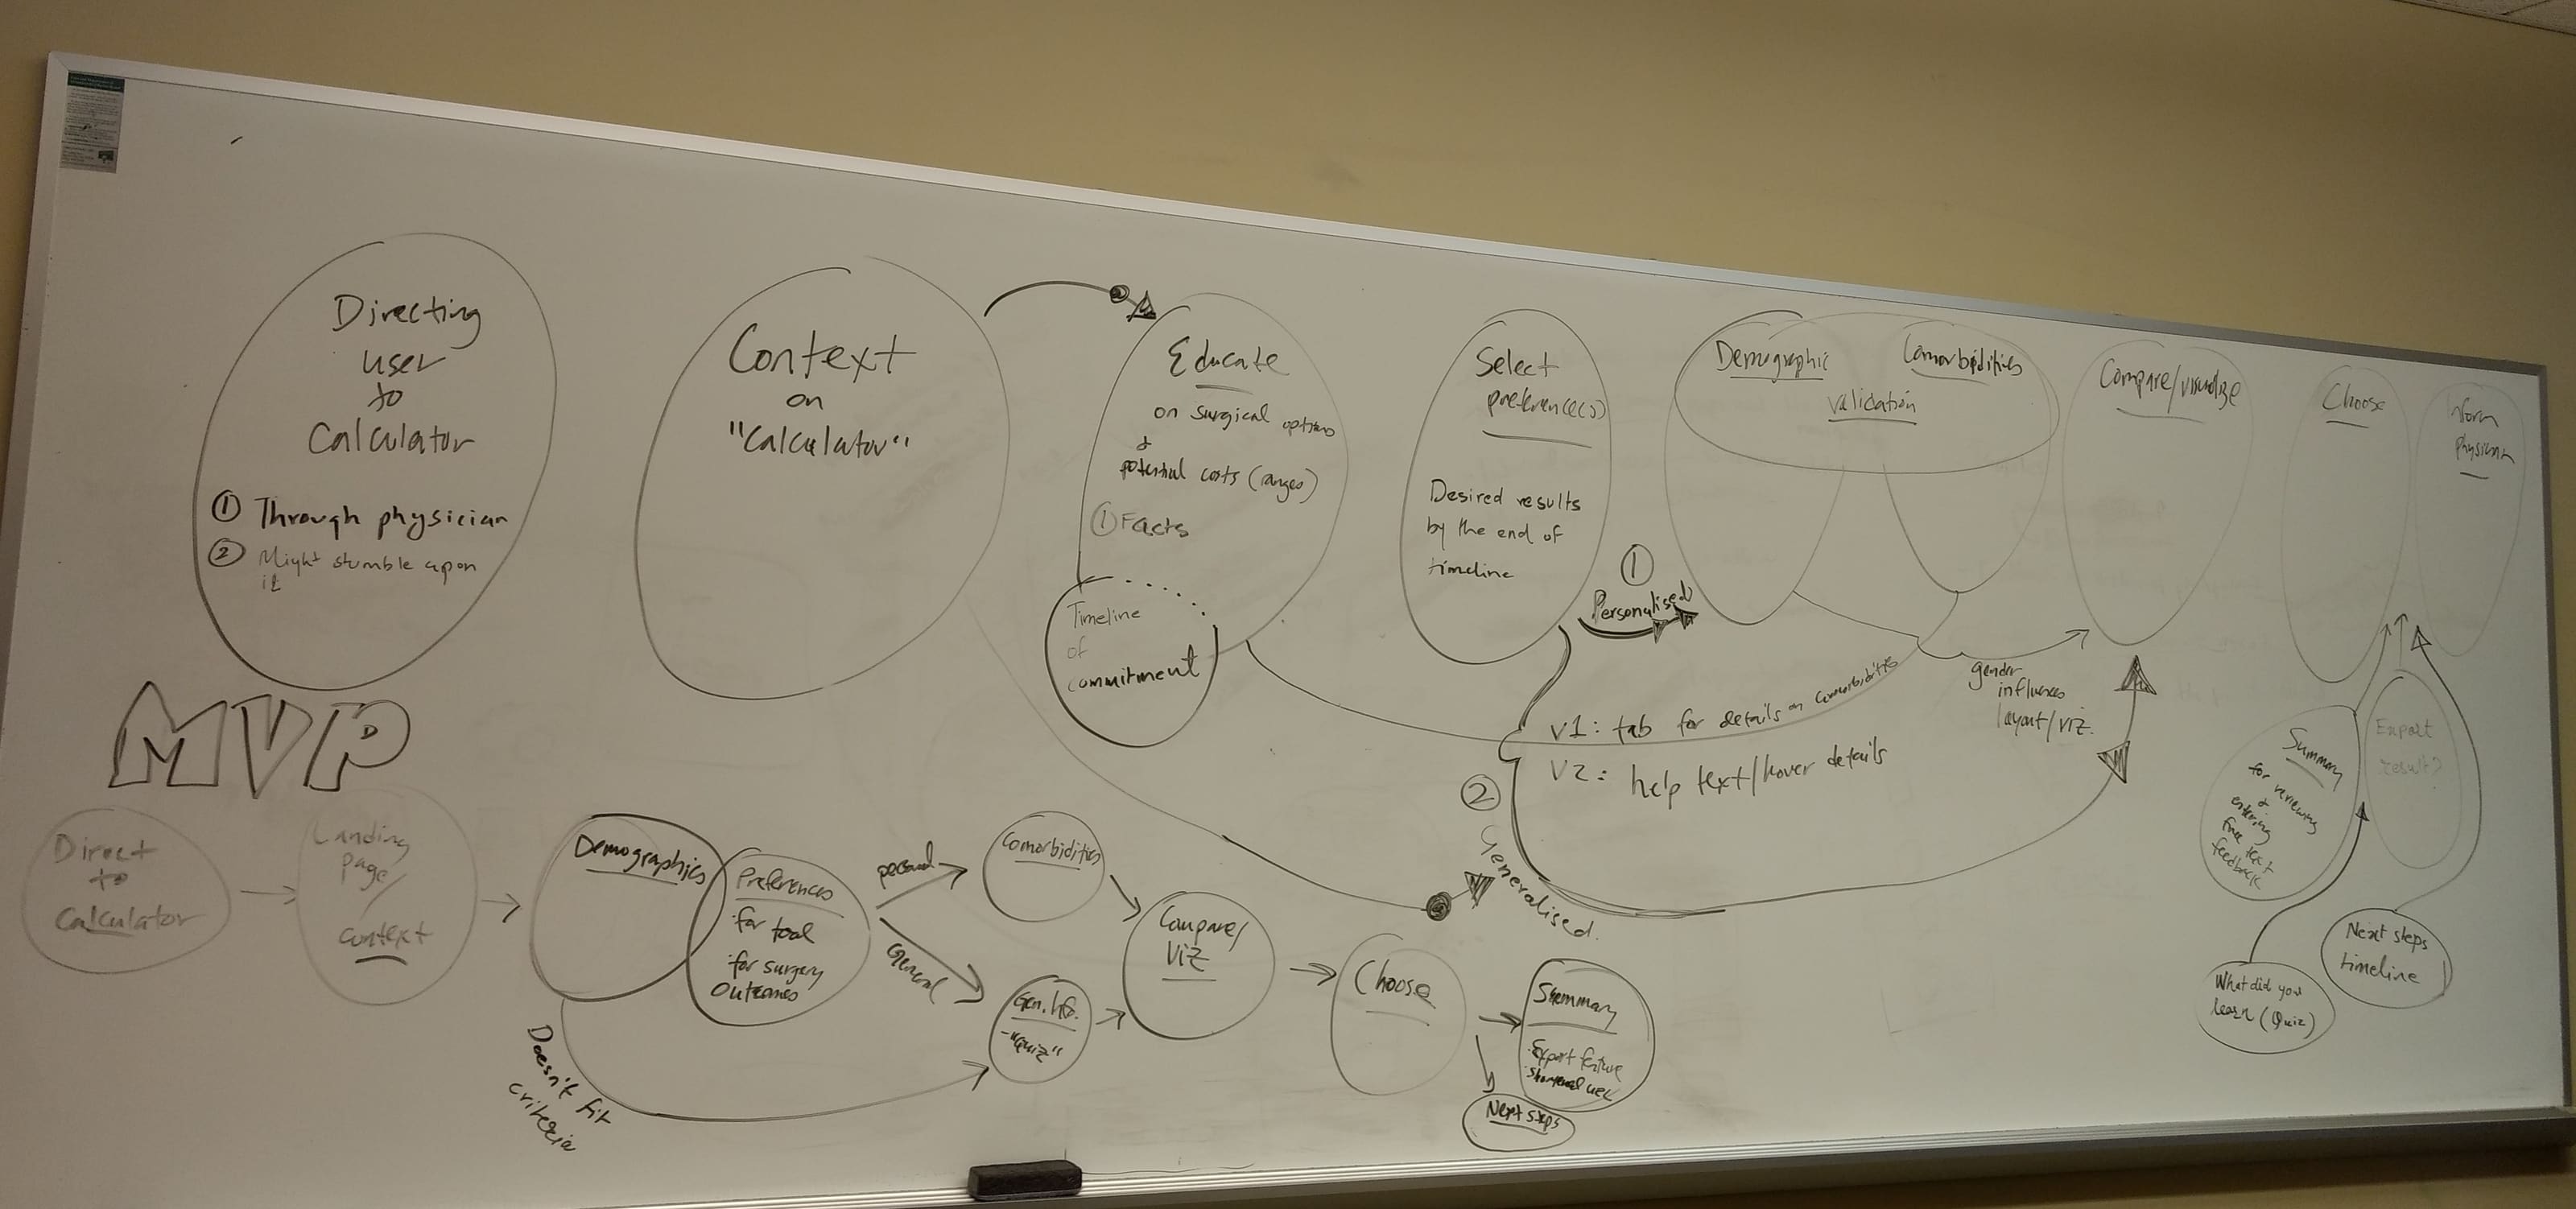 Directing
user
to
Calculator
① Through physician
② Might stumble upon
it
Context
on
"Calculator"
Educate
on surgical options
&
potential costs (ranges)
① Facts
Timeline
of
commitment
Select
preference(s)
Desired results
by the end of
timeline
①
Personalised
Demographic
Comorbidities
validation
Compare/visualize
Choose
Inform
physician
gender
influences
layout/viz.
V1: tab for details on comorbidities
V2: help text/hover details
②
Generalised.
Summary
for reviewing
&
entering
free text
feedback
Export
result?
Next steps
timeline
What did you
learn (Quiz)
MVP
Direct
to
Calculator
Landing
page/
context
Demographics
Preferences
·for tool
·for surgery
outcomes
personal
General
Doesn't fit
criteria
Comorbidities
Gen. Info.
-"quiz"
Compare/
Viz
Choose
Summary
·Export feature
Next steps